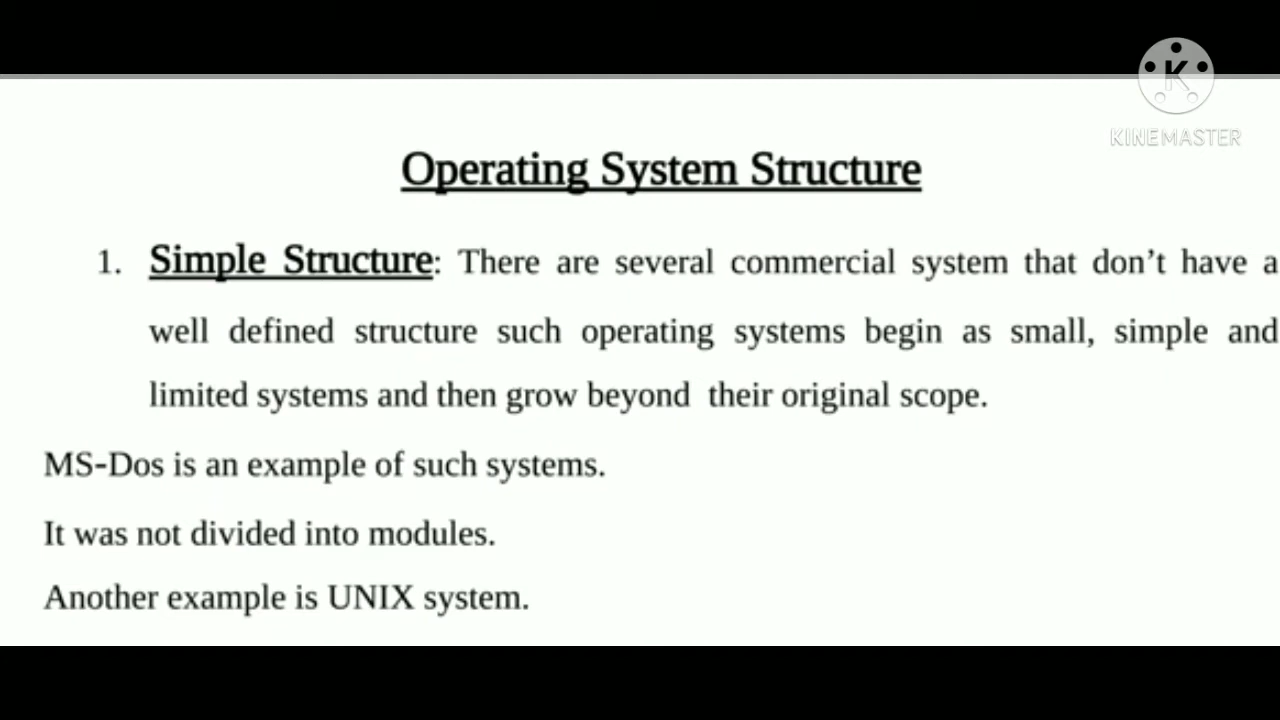 KINEMASTER
Operating System Structure
1. Simple Structure: There are several commercial system that don’t have a
well defined structure such operating systems begin as small, simple and
limited systems and then grow beyond their original scope.
MS-Dos is an example of such systems.
It was not divided into modules.
Another example is UNIX system.